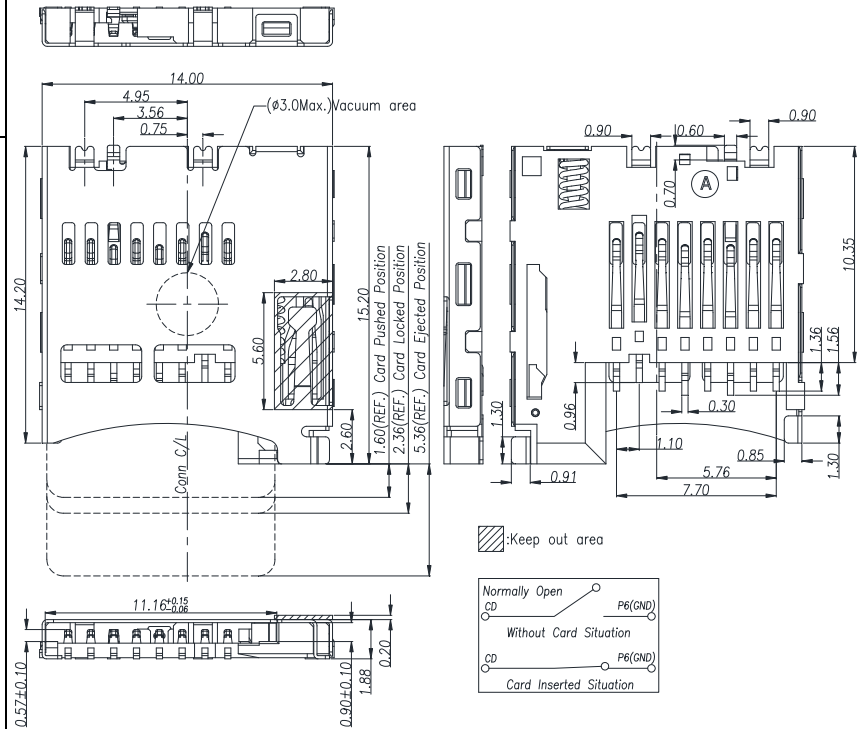 14.00
4.95
3.56
0.75
(ø3.0Max.)Vacuum area
14.20
2.80
5.60
2.60
15.20
1.60(REF.) Card Pushed Position
2.36(REF.) Card Locked Position
5.36(REF.) Card Ejected Position
Conn C/L
0.90
0.60
0.90
0.70
A
10.35
1.36
1.56
0.96
1.30
0.30
1.10
0.91
5.76
0.85
7.70
1.30
:Keep out area
11.16+0.15
-0.06
0.57±0.10
0.90±0.10
1.88
0.20
Normally Open
CD P6(GND)
Without Card Situation
CD P6(GND)
Card Inserted Situation